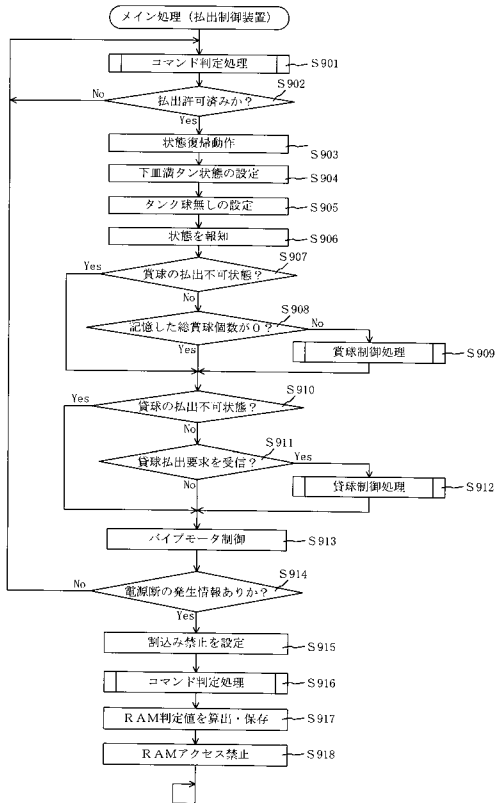 メイン処理（払出制御装置）
コマンド判定処理
S901
払出許可済みか？
S902
No
Yes
状態復帰動作
S903
下皿満タン状態の設定
S904
タンク球無しの設定
S905
状態を報知
S906
賞球の払出不可状態？
S907
Yes
No
記憶した総賞球個数が０？
S908
No
Yes
賞球制御処理
S909
貸球の払出不可状態？
S910
Yes
No
貸球払出要求を受信？
S911
Yes
No
貸球制御処理
S912
バイブモータ制御
S913
電源断の発生情報ありか？
S914
No
Yes
割込み禁止を設定
S915
コマンド判定処理
S916
ＲＡＭ判定値を算出・保存
S917
ＲＡＭアクセス禁止
S918